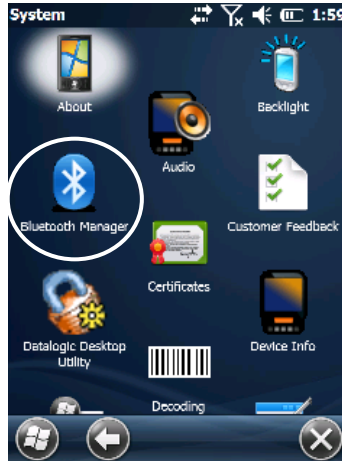 System 1:59
About
Backlight
Audio
Bluetooth Manager
Customer Feedback
Certificates
Datalogic Desktop
Utility
Device Info
Decoding